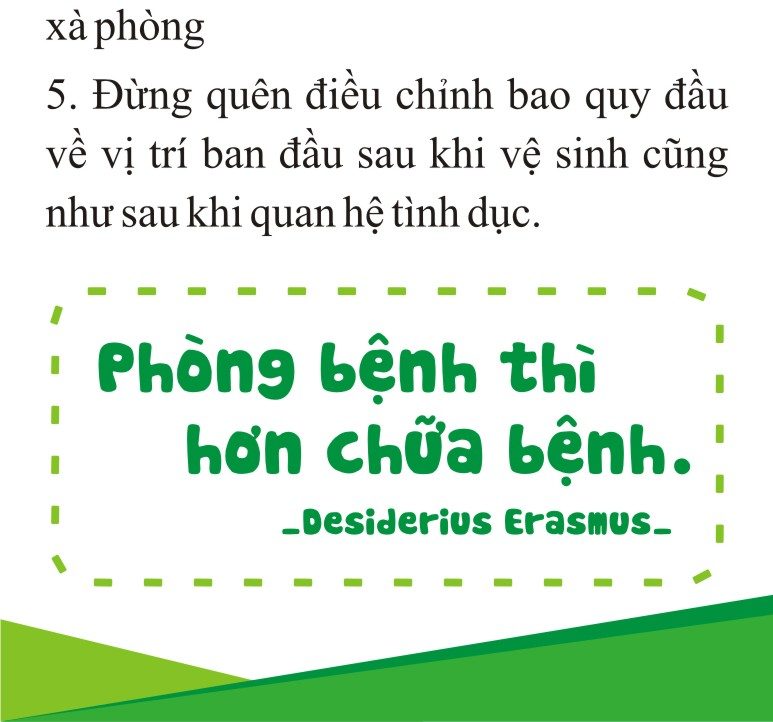 xà phòng
5. Đừng quên điều chỉnh bao quy đầu
về vị trí ban đầu sau khi vệ sinh cũng
như sau khi quan hệ tình dục.
Phòng bệnh thì
hơn chữa bệnh.
_Desiderius Erasmus_